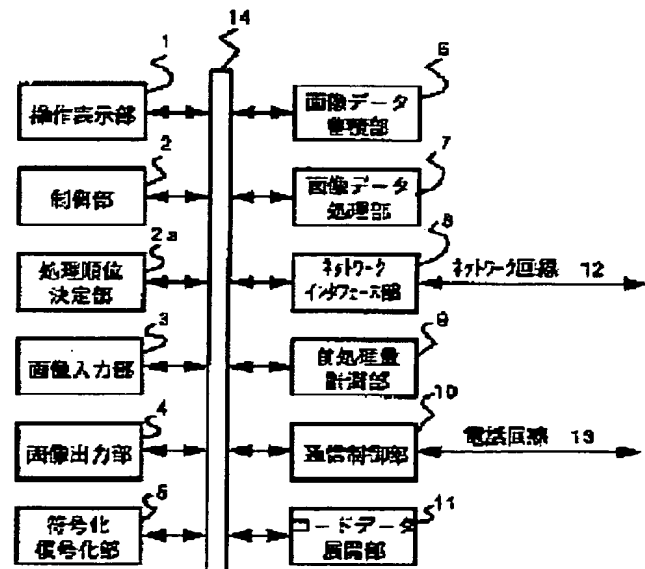 14
1
操作表示部
2
制御部
2a
処理順位
決定部
3
画像入力部
4
画像出力部
5
符号化
復号化部
6
画像データ
蓄積部
7
画像データ
処理部
8
ネットワーク
インタフェース部
ネットワーク回線 12
9
前処理量
計測部
10
通信制御部
電話回線 13
11
コードデータ
展開部